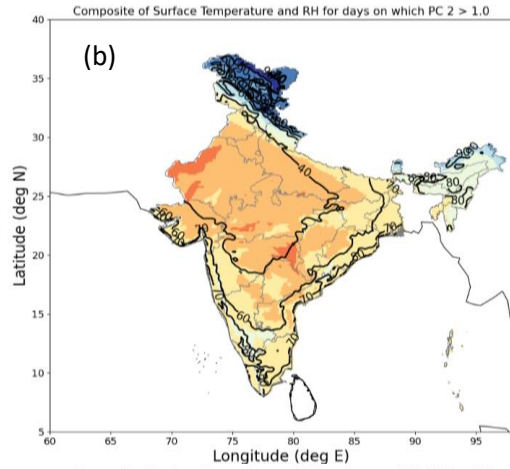 Composite of Surface Temperature and RH for days on which PC 2 > 1.0
(b)
Latitude (deg N)
40
35
30
25
20
15
10
5
40
60
70
80
80
60 65 70 75 80 85 90 95
Longitude (deg E)